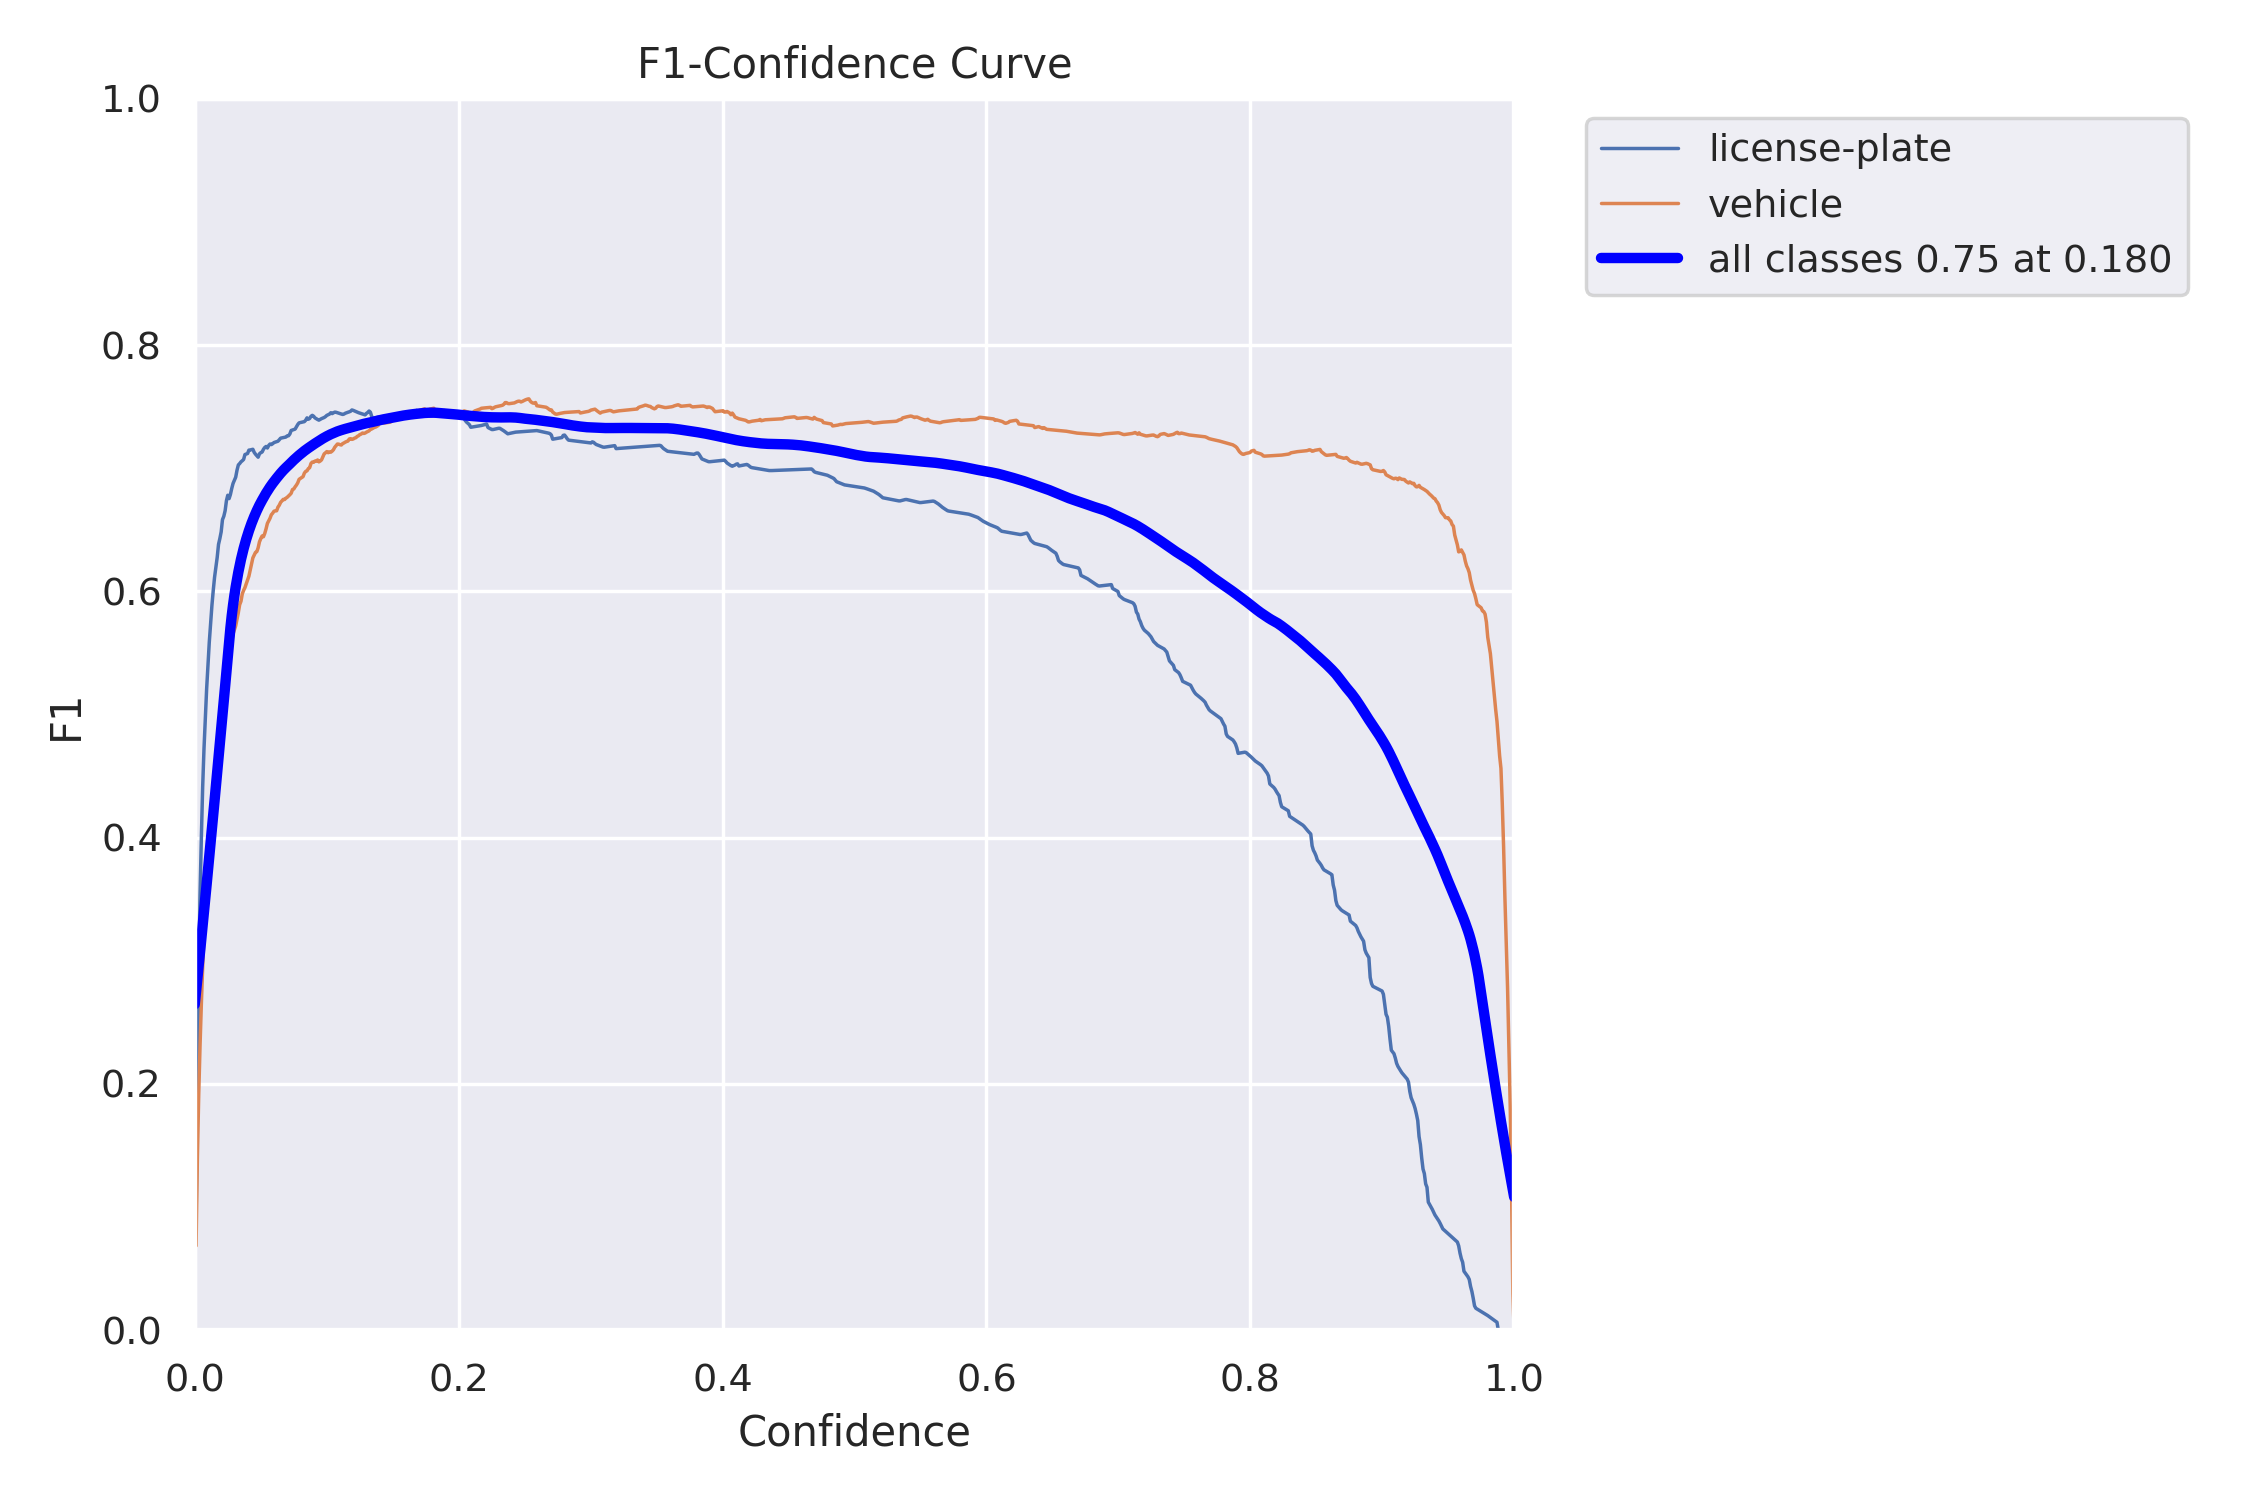 F1-Confidence Curve
1.0
0.8
0.6
0.4
0.2
0.0
F1
0.0 0.2 0.4 0.6 0.8 1.0
Confidence
license-plate
vehicle
all classes 0.75 at 0.180